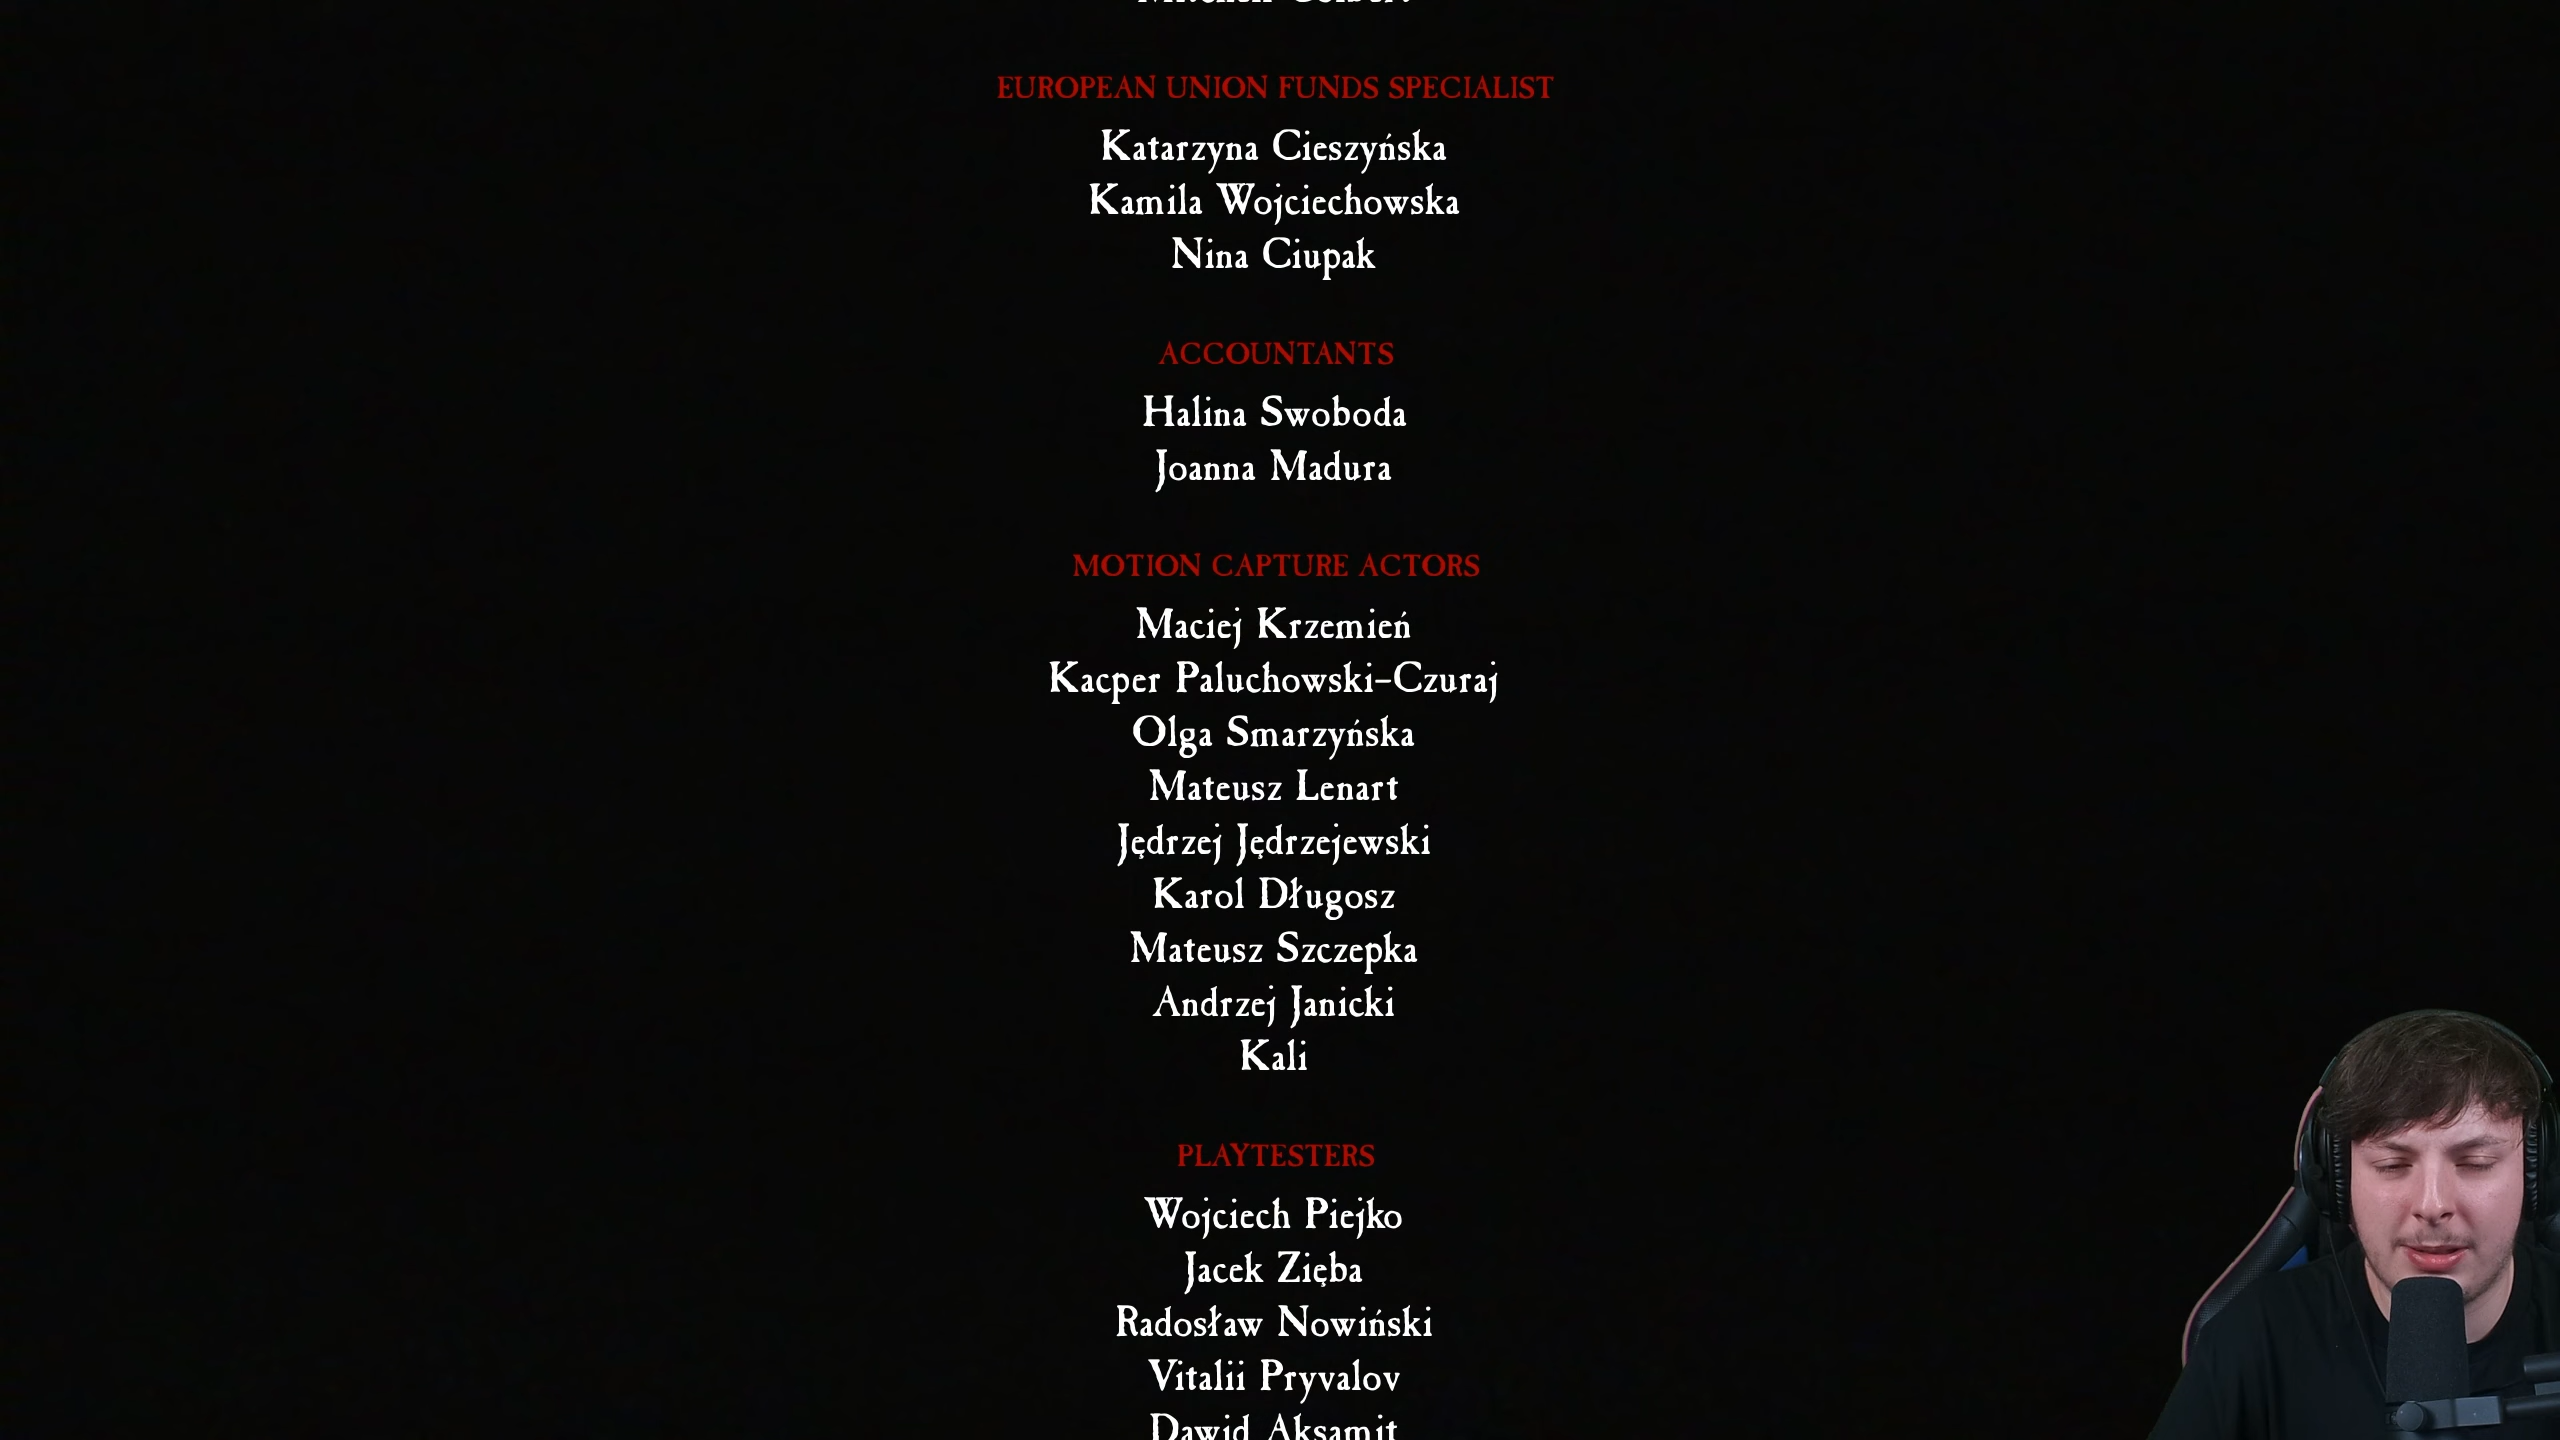 EUROPEAN UNION FUNDS SPECIALIST
Katarzyna Cieszyńska
Kamila Wojciechowska
Nina Ciupak
ACCOUNTANTS
Halina Swoboda
Joanna Madura
MOTION CAPTURE ACTORS
Maciej Krzemień
Kacper Paluchowski-Czuraj
Olga Smarzyńska
Mateusz Lenart
Jędrzej Jędrzejewski
Karol Długosz
Mateusz Szczepka
Andrzej Janicki
Kali
PLAYTESTERS
Wojciech Piejko
Jacek Zięba
Radosław Nowiński
Vitalii Pryvalov
Dawid Aksamit